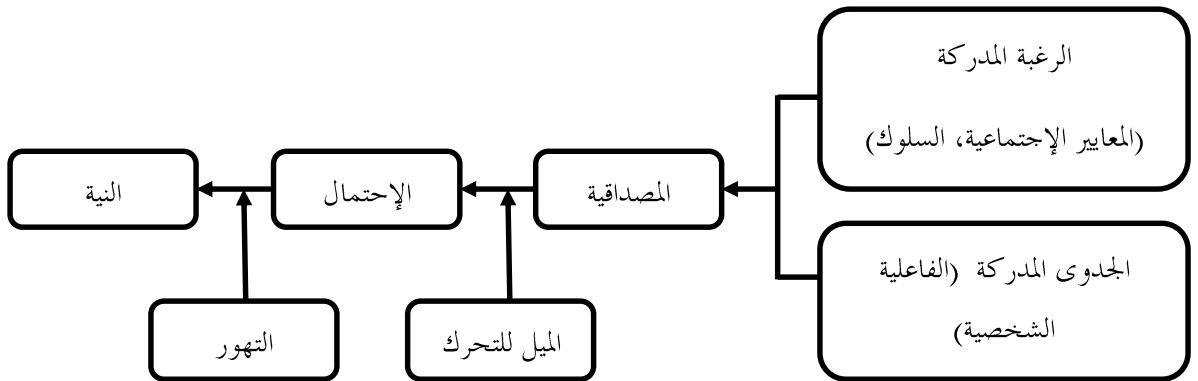 الرغبة المدركة
(المعايير الإجتماعية، السلوك)
الجدوى المدركة (الفاعلية
الشخصية)
المصداقية
الإحتمال
النية
الميل للتحرك
التهور